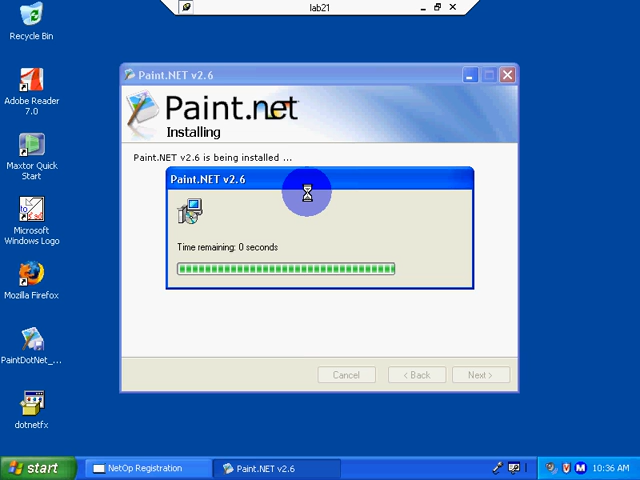 lab21
Recycle Bin
Adobe Reader
7.0
Maxtor Quick
Start
Microsoft
Windows Logo
Mozilla Firefox
PaintDotNet_...
dotnetfx
Paint.NET v2.6
Paint.net
Installing
Paint.NET v2.6 is being installed ...
Paint.NET v2.6
Time remaining: 0 seconds
Cancel
< Back
Next >
start
NetOp Registration
Paint.NET v2.6
10:36 AM